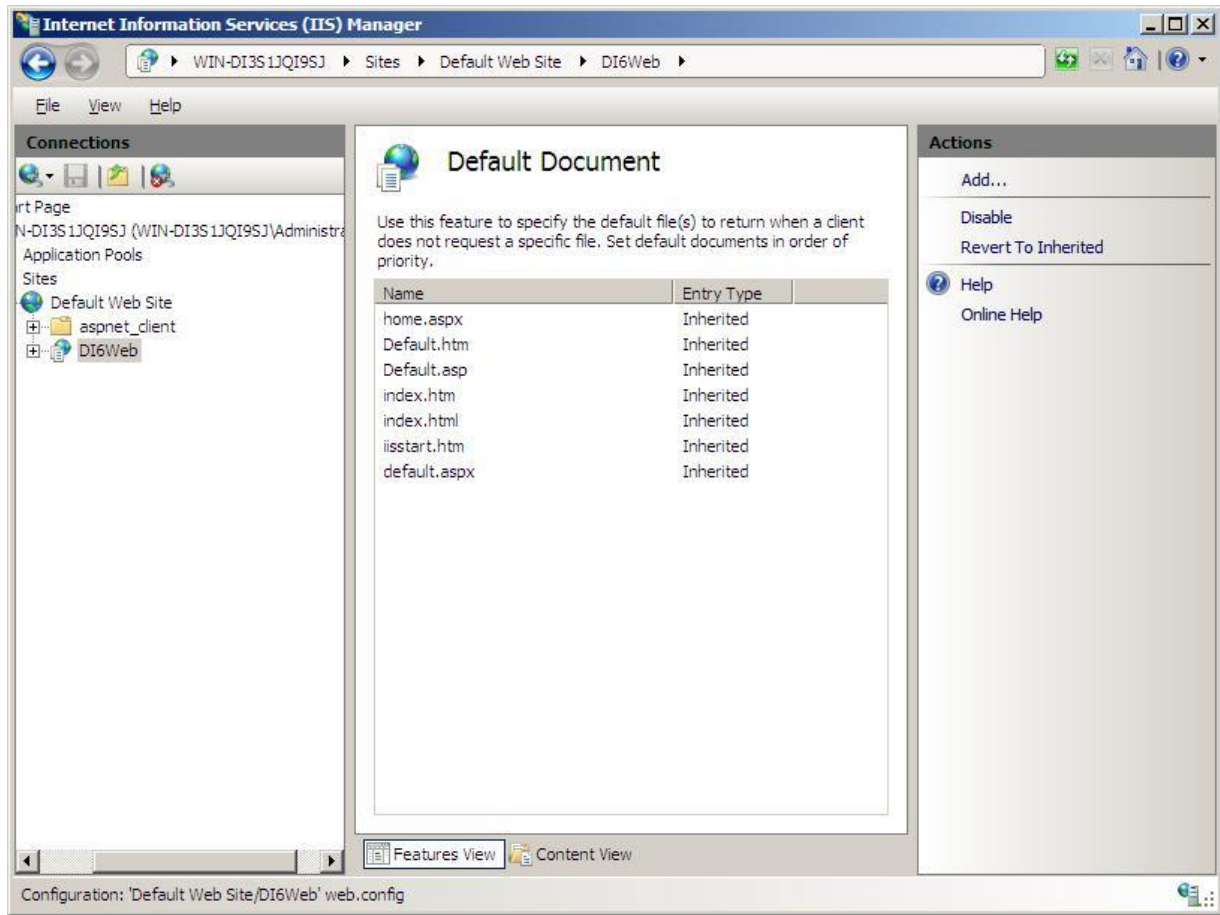 Internet Information Services (IIS) Manager
WIN-DI3S1JQI9SJ Sites Default Web Site DI6Web
File View Help
Connections
rt Page
N-DI3S1JQI9SJ (WIN-DI3S1JQI9SJ\Administra
Application Pools
Sites
Default Web Site
aspnet_client
DI6Web
Default Document
Use this feature to specify the default file(s) to return when a client
does not request a specific file. Set default documents in order of
priority.
Name Entry Type
home.aspx Inherited
Default.htm Inherited
Default.asp Inherited
index.htm Inherited
index.html Inherited
iisstart.htm Inherited
default.aspx Inherited
Features View Content View
Actions
Add...
Disable
Revert To Inherited
Help
Online Help
Configuration: 'Default Web Site/DI6Web' web.config